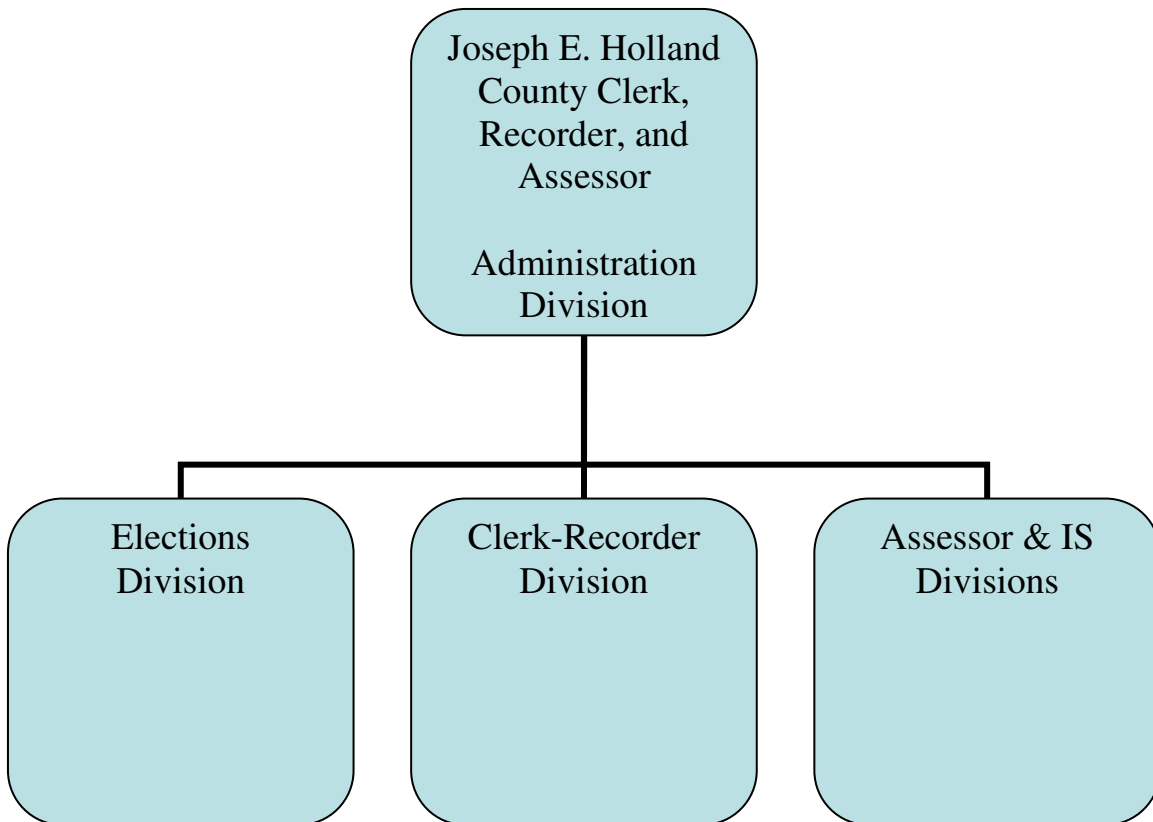 Joseph E. Holland
County Clerk,
Recorder, and
Assessor
Administration
Division
Elections
Division
Clerk-Recorder
Division
Assessor & IS
Divisions